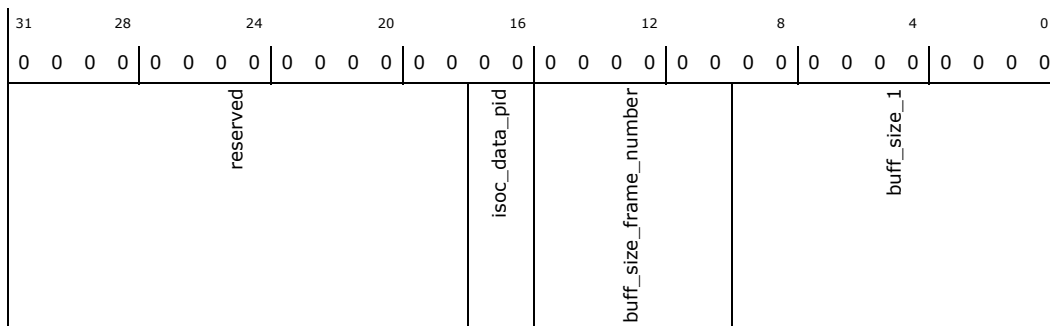 31 28 24 20 16 12 8 4 0
0 0 0 0 0 0 0 0 0 0 0 0 0 0 0 0 0 0 0 0 0 0 0 0 0 0 0 0 0 0 0 0
reserved
isoc_data_pid
buff_size_frame_number
buff_size_1